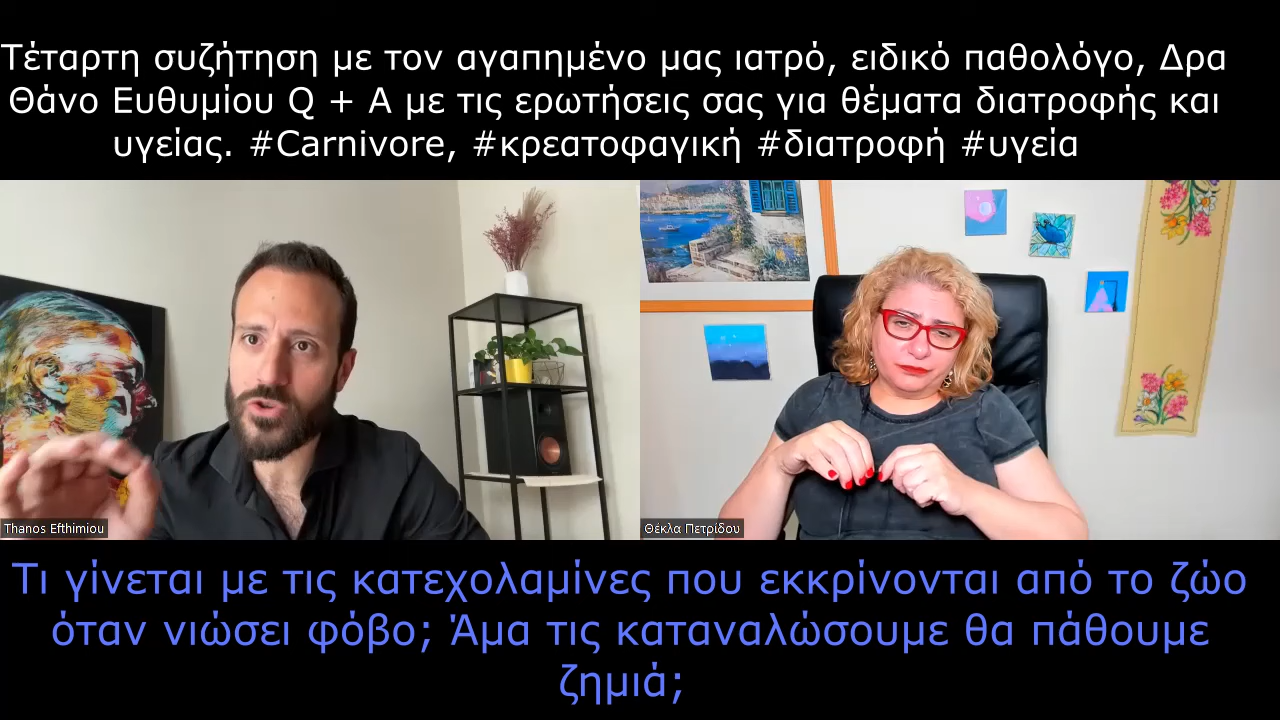 Τέταρτη συζήτηση με τον αγαπημένο μας ιατρό, ειδικό παθολόγο, Δρα
Θάνο Ευθυμίου Q + A με τις ερωτήσεις σας για θέματα διατροφής και
υγείας. #Carnivore, #κρεατοφαγική #διατροφή #υγεία
Thanos Efthimiou
Θέκλα Πετρίδου
Τι γίνεται με τις κατεχολαμίνες που εκκρίνονται από το ζώο
όταν νιώσει φόβο; Άμα τις καταναλώσουμε θα πάθουμε
ζημιά;